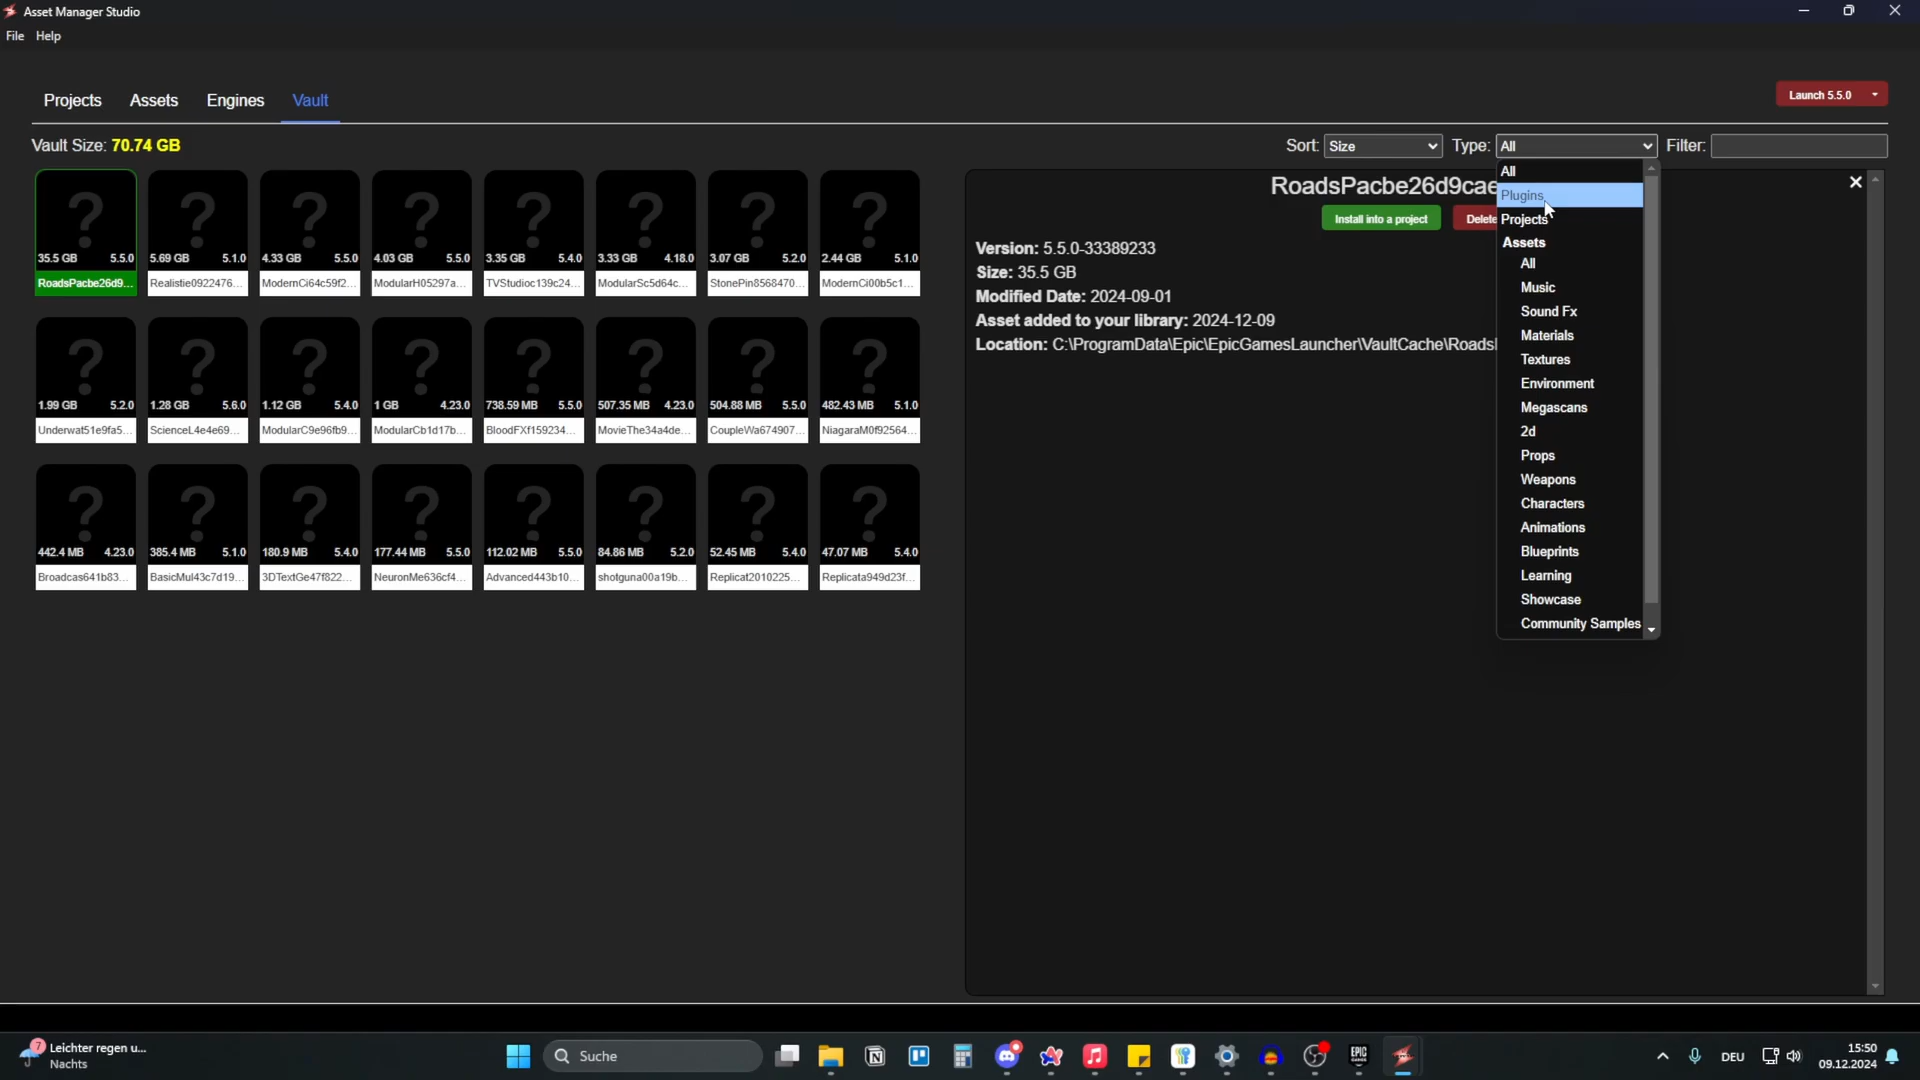 Asset Manager Studio
File Help
Projects Assets Engines Vault
Launch 5.5.0
Vault Size: 70.74 GB
Sort: Size Type: All Filter:
35.5 GB 5.5.0 5.69 GB 5.1.0 4.33 GB 5.5.0 4.03 GB 5.5.0 3.35 GB 5.4.0 3.33 GB 4.18.0 3.07 GB 5.2.0 2.44 GB 5.1.0
RoadsPacbe26d9... Realistie0922476... ModernCi64c59f2... ModularH05297a... TVStudioc139c24... ModularSc5d64c... StonePin8568470... ModernCi00b5c1...
1.99 GB 5.2.0 1.28 GB 5.6.0 1.12 GB 5.4.0 1 GB 4.23.0 738.59 MB 5.5.0 507.35 MB 4.23.0 504.88 MB 5.5.0 482.43 MB 5.1.0
Underwat51e9fa5... ScienceL4e4e69... ModularC9e96fb9... ModularCb1d17b... BloodFXf159234... MovieThe34a4de... CoupleWa674907... NiagaraM0f92564...
442.4 MB 4.23.0 385.4 MB 5.1.0 180.9 MB 5.4.0 177.44 MB 5.5.0 112.02 MB 5.5.0 84.86 MB 5.2.0 52.45 MB 5.4.0 47.07 MB 5.4.0
Broadcas641b83... BasicMul43c7d19... 3DTextGe47f822... NeuronMe636cf4... Advanced443b10... shotguna00a19b... Replicat2010225... Replicata949d23f...
RoadsPacbe26d9cae
Install into a project Delete
Version: 5.5.0-33389233
Size: 35.5 GB
Modified Date: 2024-09-01
Asset added to your library: 2024-12-09
Location: C:\ProgramData\Epic\EpicGamesLauncher\VaultCache\Roads
All
Plugins
Projects
Assets
All
Music
Sound Fx
Materials
Textures
Environment
Megascans
2d
Props
Weapons
Characters
Animations
Blueprints
Learning
Showcase
Community Samples
7
Leichter regen u...
Nachts
Suche
EPIC
DEU
15:50
09.12.2024